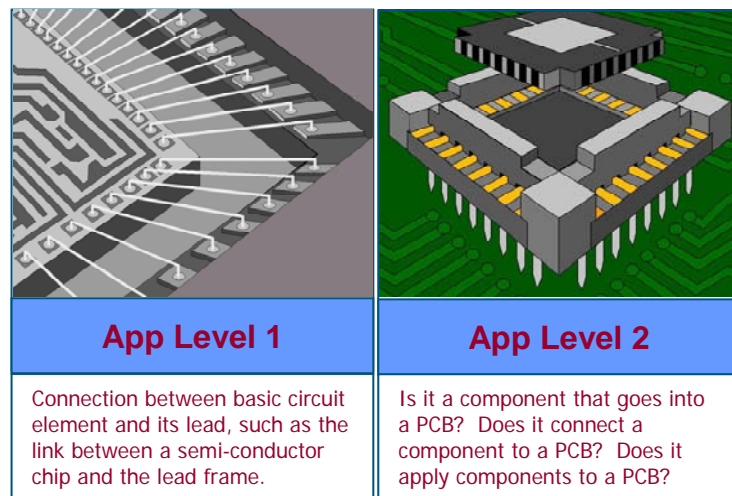 App Level 1
Connection between basic circuit
element and its lead, such as the
link between a semi-conductor
chip and the lead frame.
App Level 2
Is it a component that goes into
a PCB?  Does it connect a
component to a PCB?  Does it
apply components to a PCB?